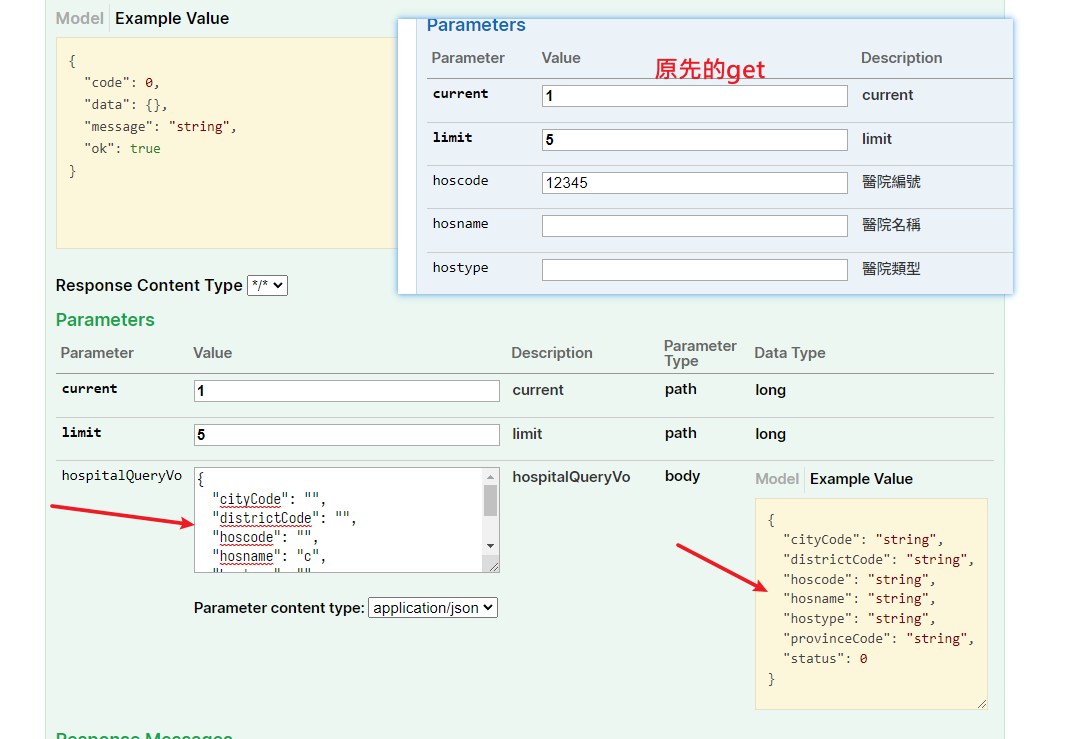 Model Example Value
{
"code": 0,
"data": {},
"message": "string",
"ok": true
}
Parameters
Parameter Value Description
原先的get
current 1 current
limit 5 limit
hoscode 12345 醫院編號
hosname 醫院名稱
hostype 醫院類型
Response Content Type */*
Parameters
Parameter Value Description Parameter Type Data Type
current 1 current path long
limit 5 limit path long
hospitalQueryVo
{
"cityCode": "",
"districtCode": "",
"hoscode": "",
"hosname": "c",
hospitalQueryVo body
Model Example Value
{
"cityCode": "string",
"districtCode": "string",
"hoscode": "string",
"hosname": "string",
"hostype": "string",
"provinceCode": "string",
"status": 0
}
Parameter content type: application/json
Response Messages